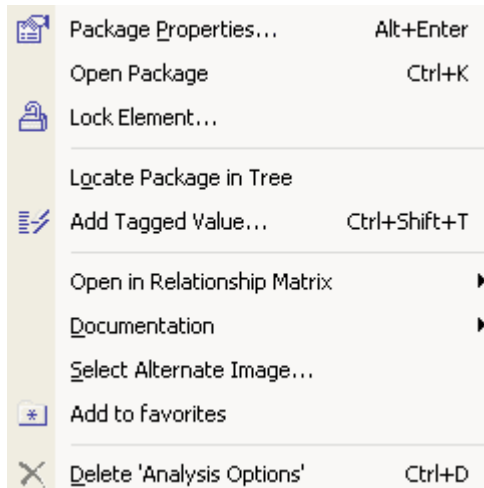 Package Properties... Alt+Enter
Open Package Ctrl+K
Lock Element...
Locate Package in Tree
Add Tagged Value... Ctrl+Shift+T
Open in Relationship Matrix
Documentation
Select Alternate Image...
Add to favorites
Delete 'Analysis Options' Ctrl+D